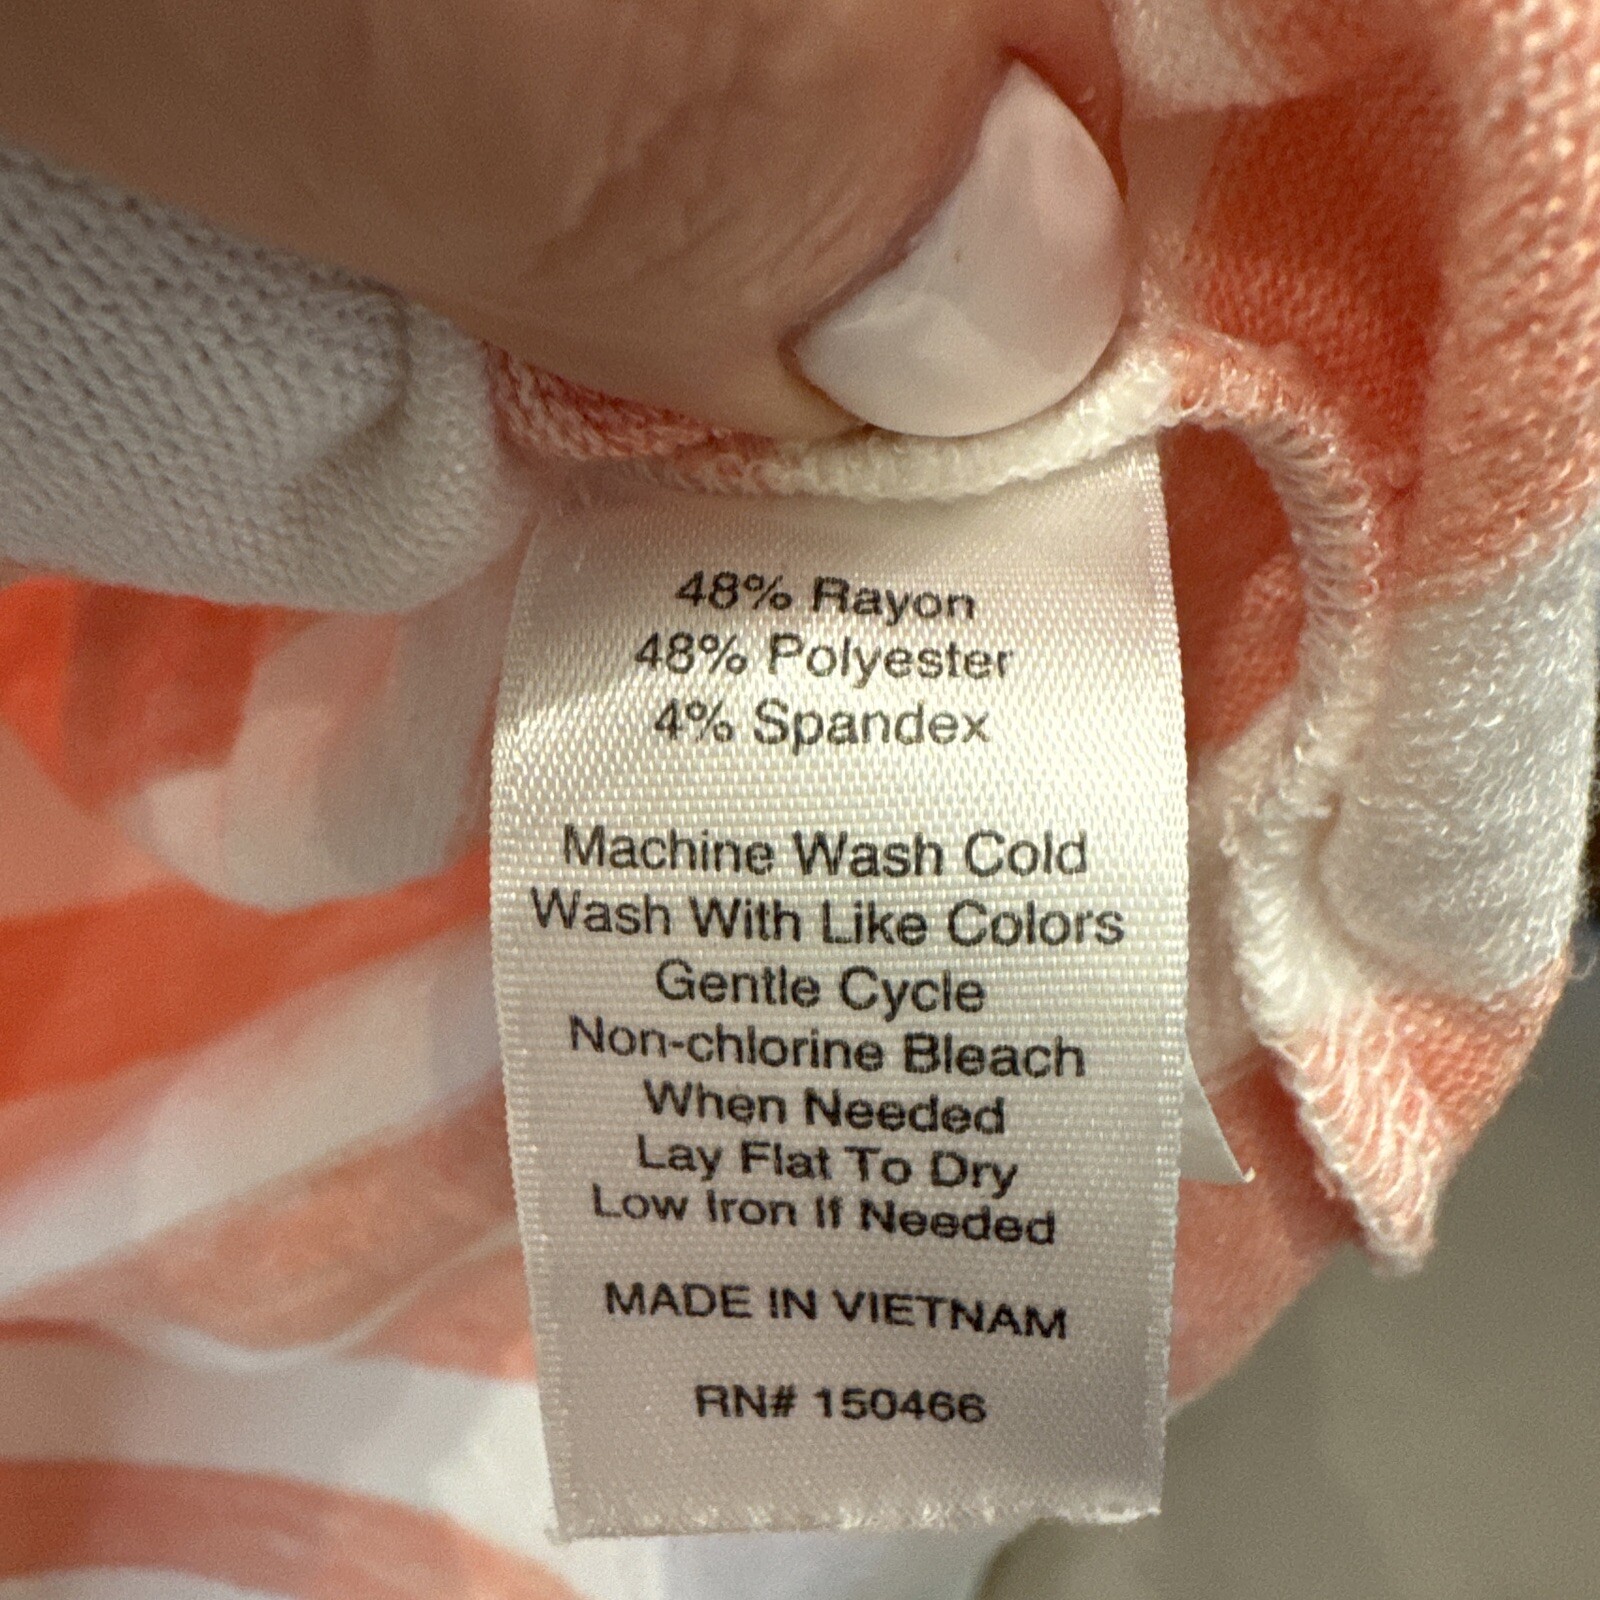 48% Rayon
48% Polyester
4% Spandex
Machine Wash Cold
Wash With Like Colors
Gentle Cycle
Non-chlorine Bleach
When Needed
Lay Flat To Dry
Low Iron If Needed
MADE IN VIETNAM
RN# 150466